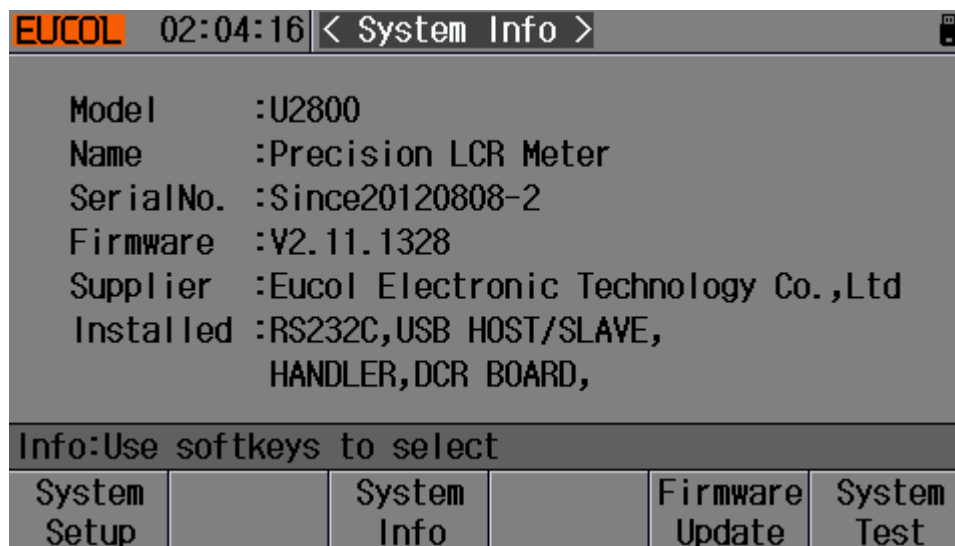 EUCOL 02:04:16 < System Info >
Model :U2800
Name :Precision LCR Meter
SerialNo. :Since20120808-2
Firmware :V2.11.1328
Supplier :Eucol Electronic Technology Co.,Ltd
Installed :RS232C,USB HOST/SLAVE,
HANDLER,DCR BOARD,
Info:Use softkeys to select
System Setup
System Info
Firmware Update
System Test